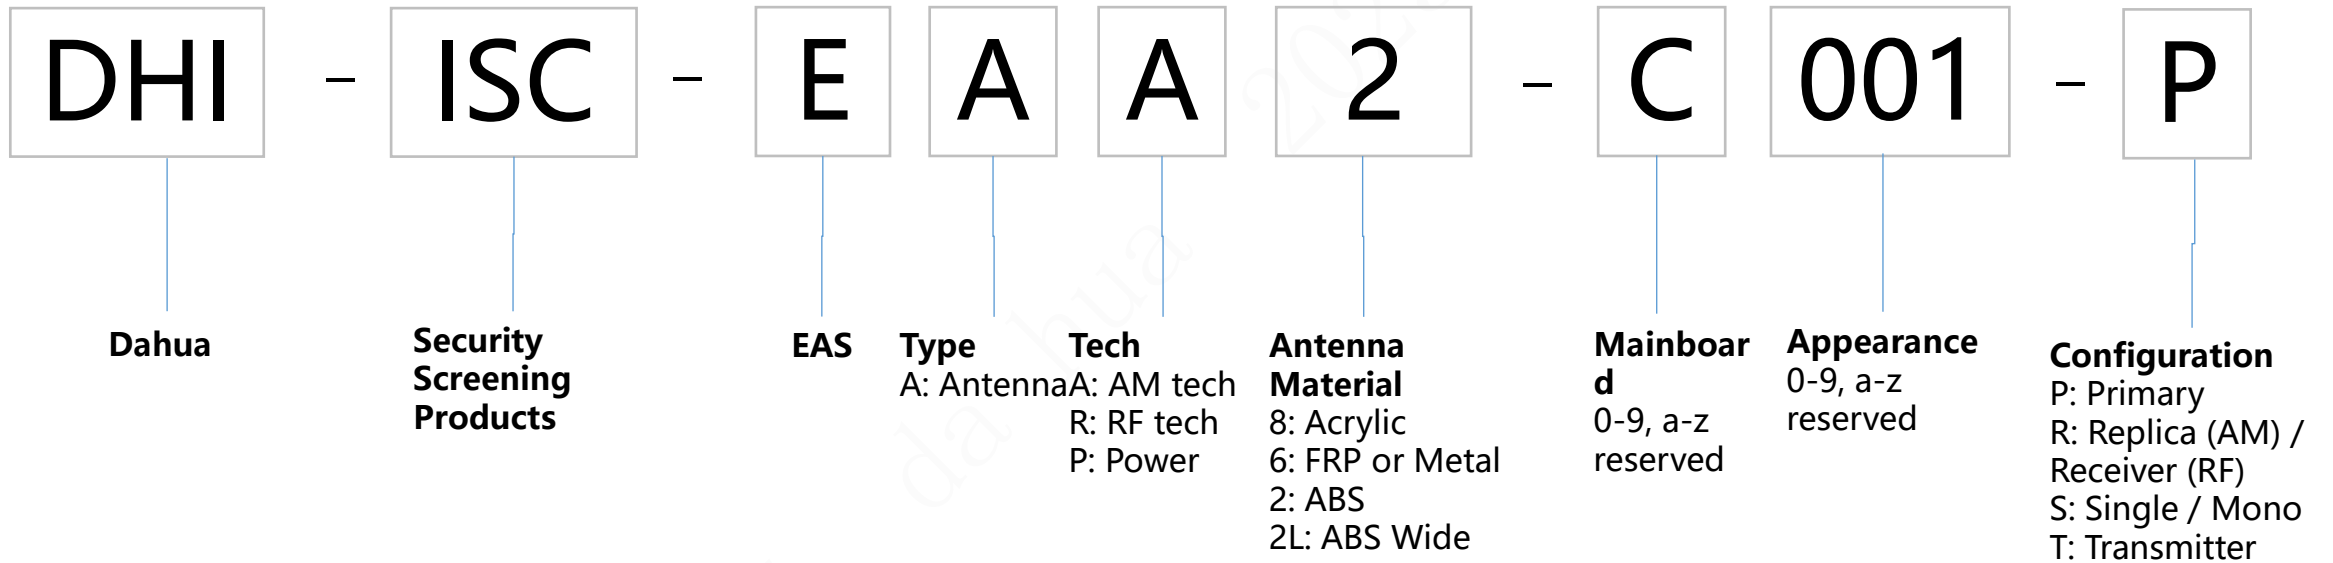 DHI - ISC - E A A 2 - C 001 - P
Dahua
Security
Screening
Products
EAS
Type
A: Antenna
Tech
A: AM tech
R: RF tech
P: Power
Antenna
Material
8: Acrylic
6: FRP or Metal
2: ABS
2L: ABS Wide
Mainboar
d
0-9, a-z
reserved
Appearance
0-9, a-z
reserved
Configuration
P: Primary
R: Replica (AM) /
Receiver (RF)
S: Single / Mono
T: Transmitter
da hua